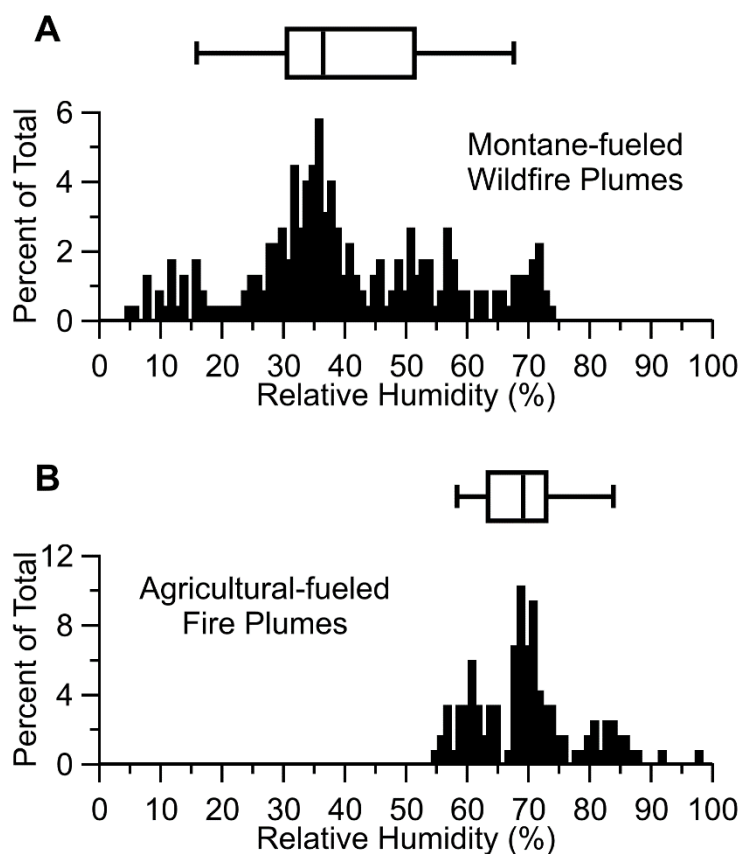 A
6
4
2
0
Percent of Total
Montane-fueled
Wildfire Plumes
0 10 20 30 40 50 60 70 80 90 100
Relative Humidity (%)
B
12
8
4
0
Percent of Total
Agricultural-fueled
Fire Plumes
0 10 20 30 40 50 60 70 80 90 100
Relative Humidity (%)